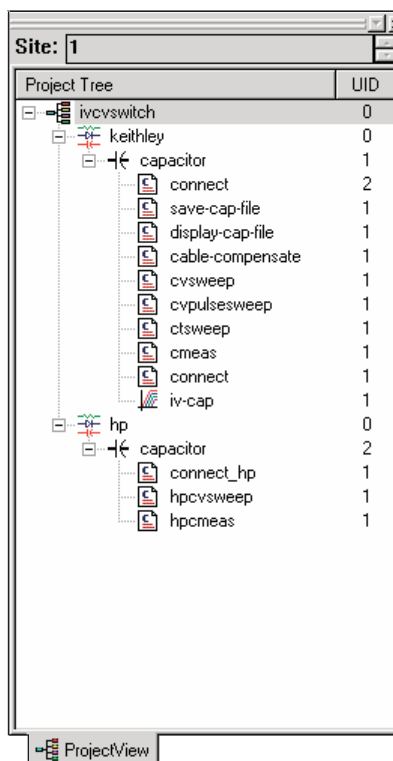 Site: 1
Project Tree UID
ivcvswitch 0
keithley 0
capacitor 1
connect 2
save-cap-file 1
display-cap-file 1
cable-compensate 1
cvsweep 1
cvpulsesweep 1
ctsweep 1
cmeas 1
connect 1
iv-cap 1
hp 0
capacitor 2
connect_hp 1
hpcvsweep 1
hpcmeas 1
ProjectView